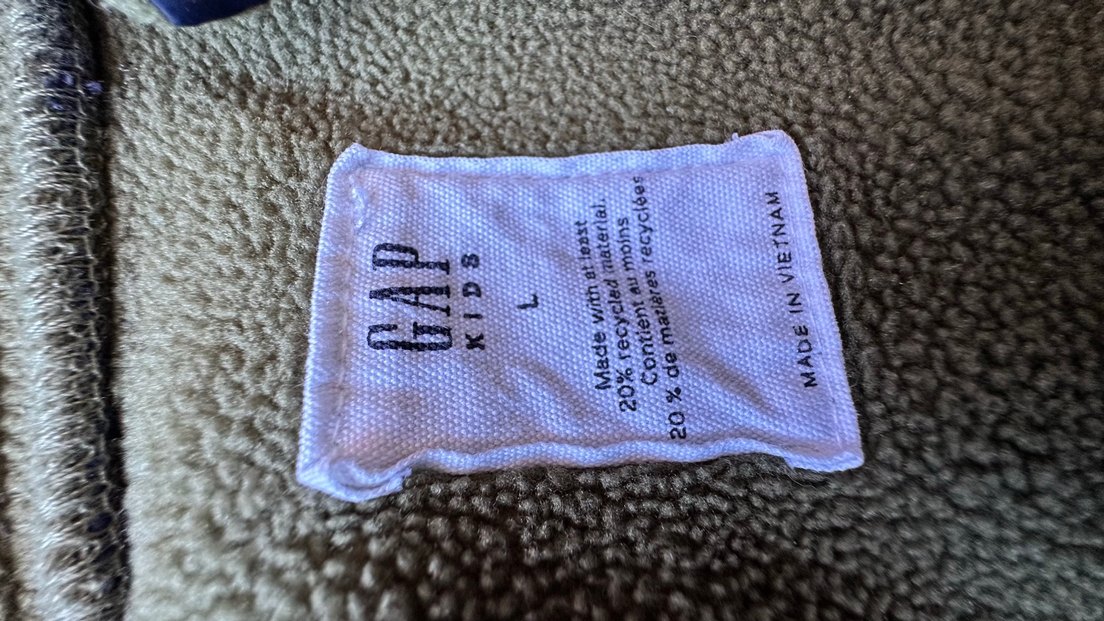 GAP
KIDS
L
Made with at least
20% recycled material.
Contient au moins
20 % de matières recyclées
MADE IN VIETNAM